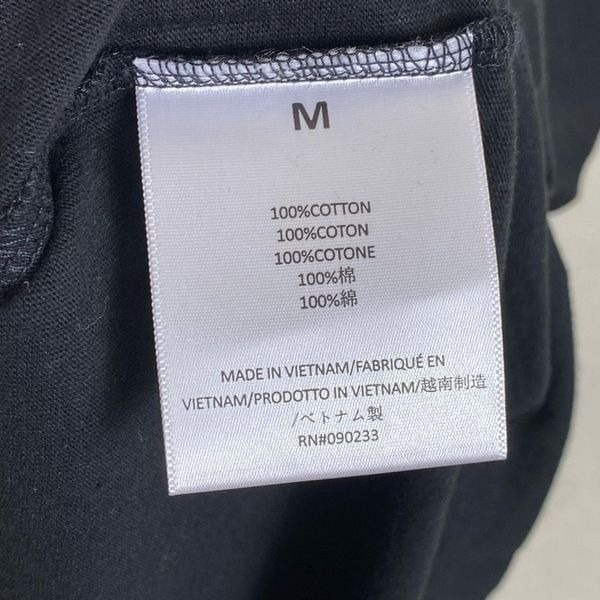 M
100%COTTON
100%COTON
100%COTONE
100%棉
100%綿
MADE IN VIETNAM/FABRIQUÉ EN
VIETNAM/PRODOTTO IN VIETNAM/越南制造
/ベトナム製
RN#090233